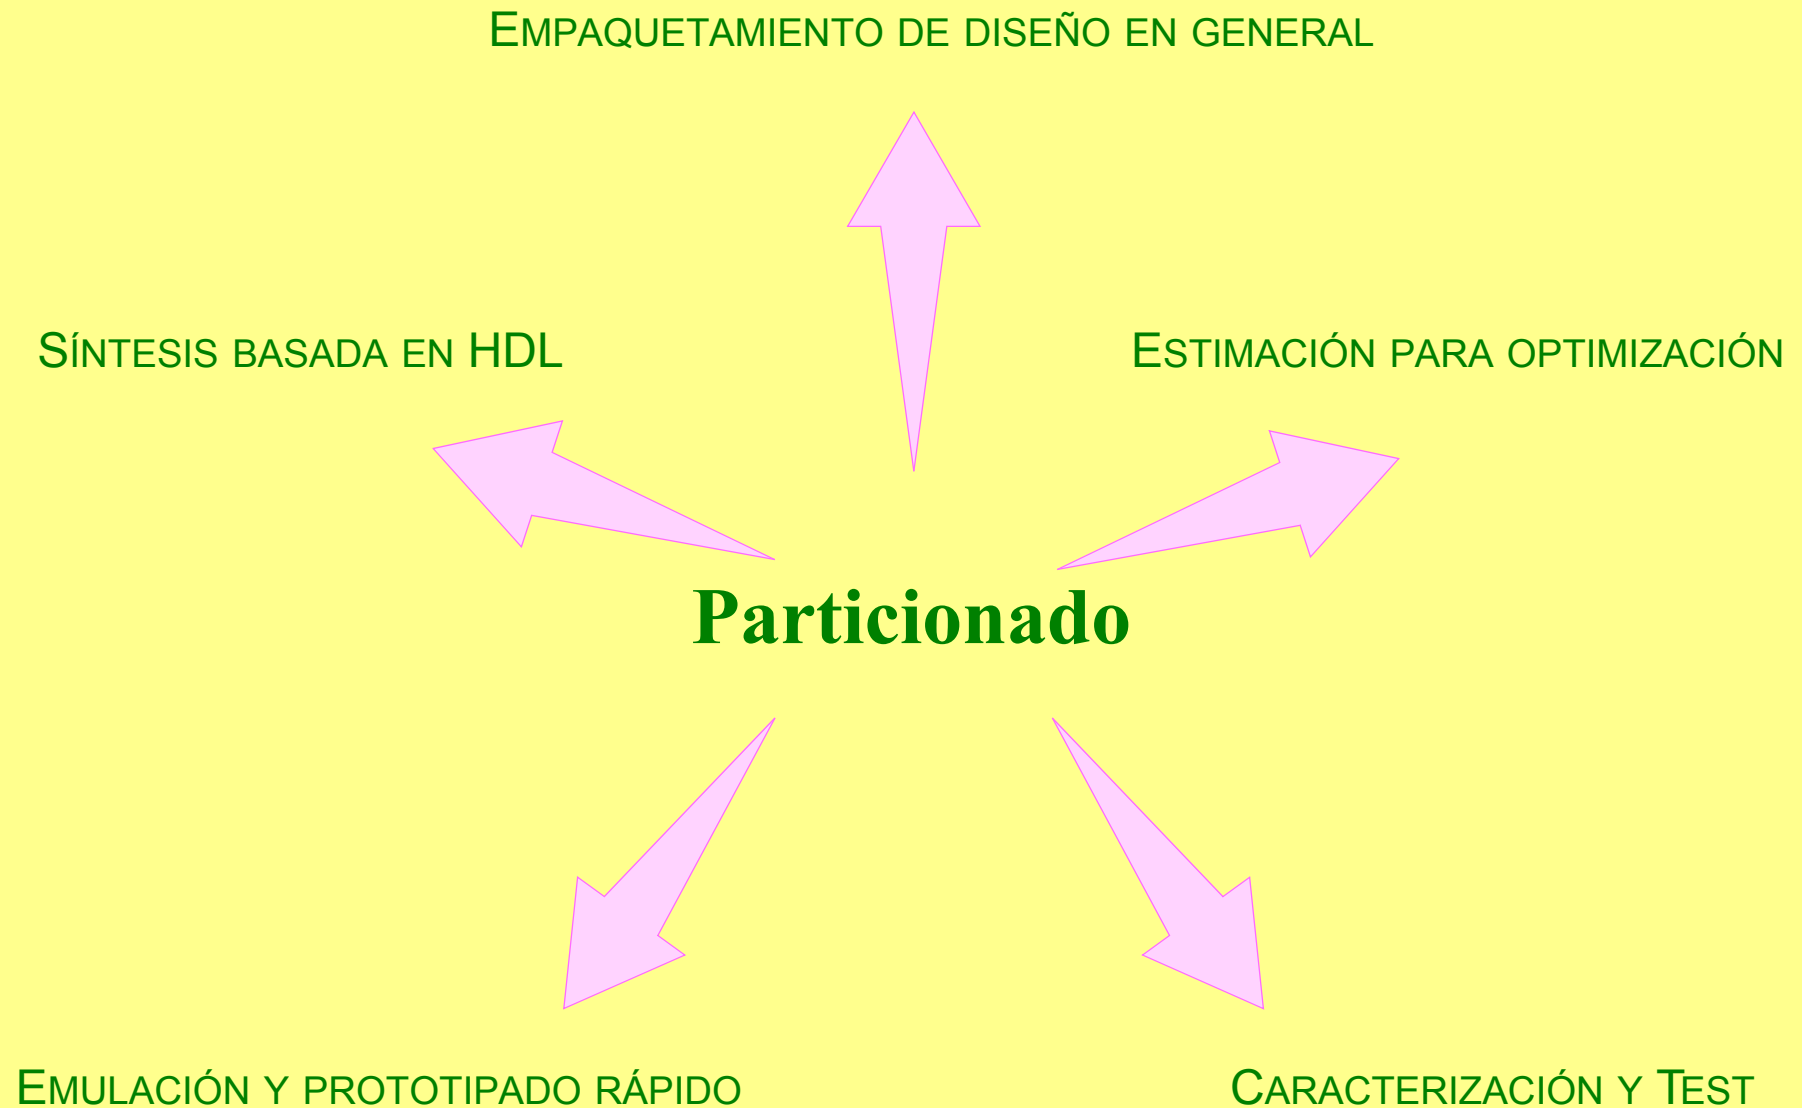 EMPAQUETAMIENTO DE DISEÑO EN GENERAL
SÍNTESIS BASADA EN HDL
ESTIMACIÓN PARA OPTIMIZACIÓN
Particionado
EMULACIÓN Y PROTOTIPADO RÁPIDO
CARACTERIZACIÓN Y TEST